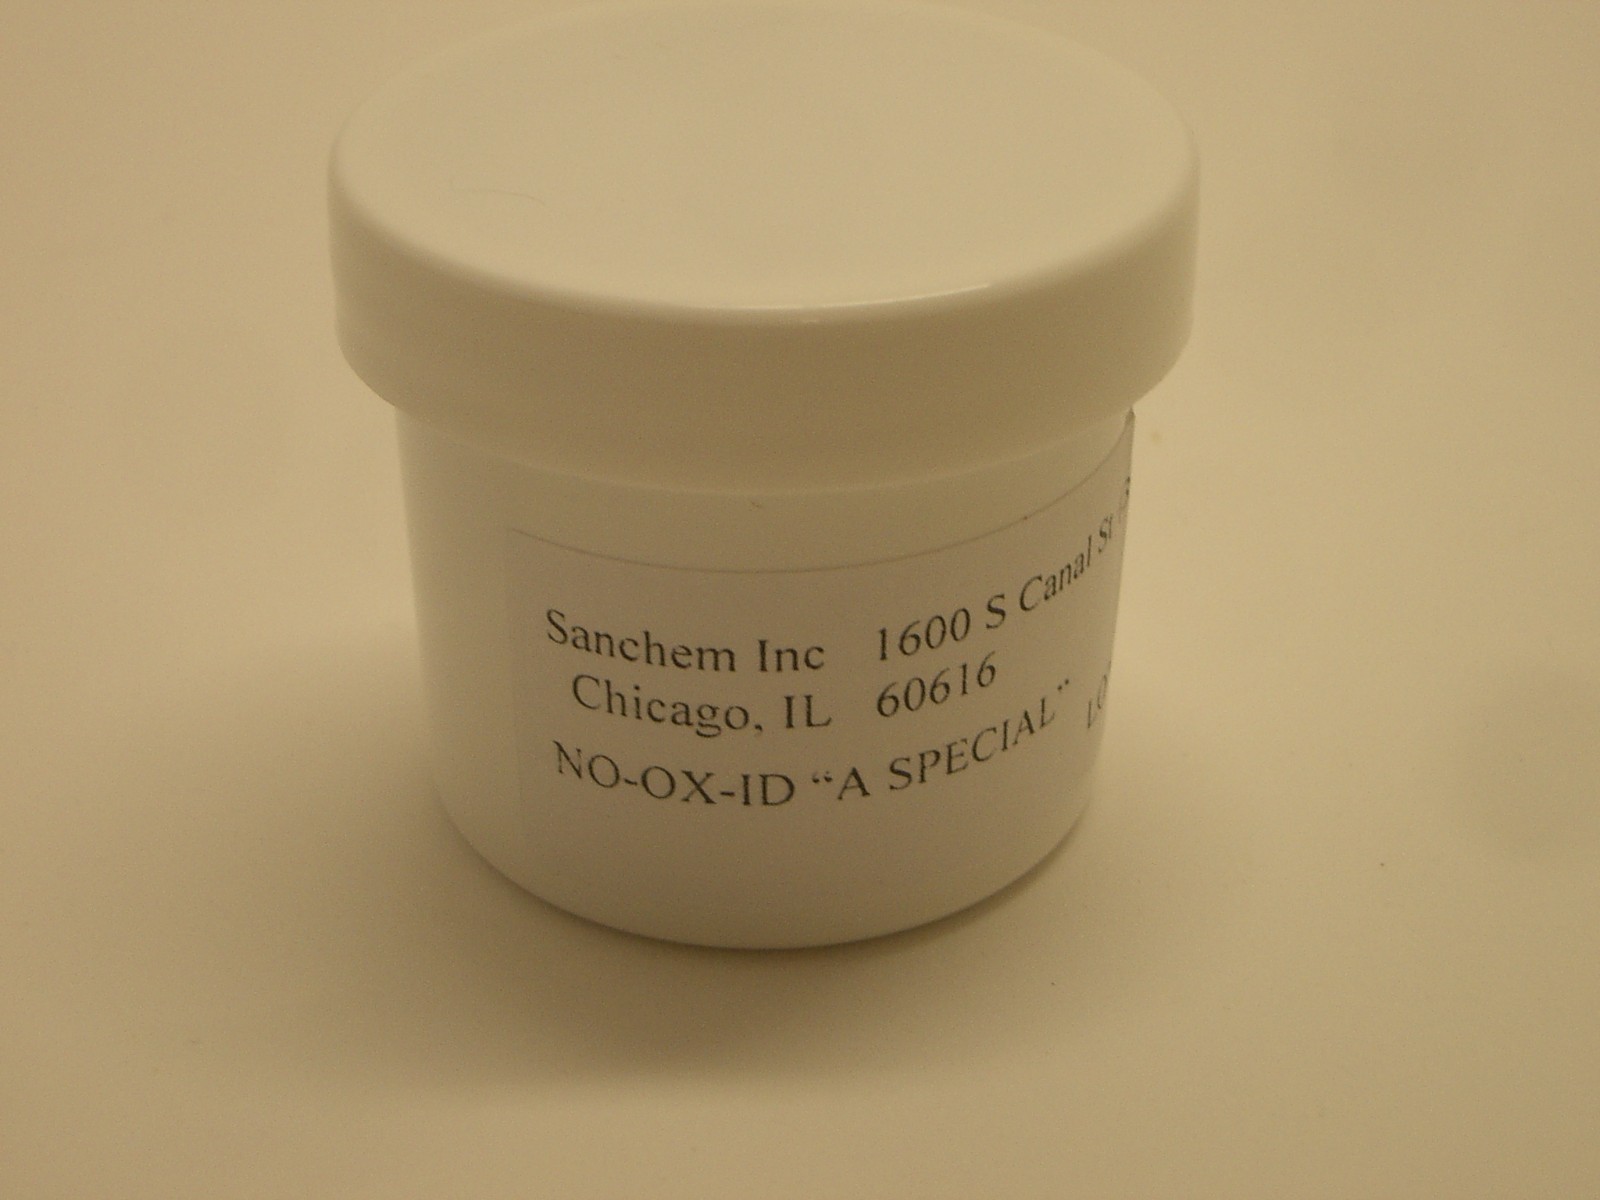 Sanchem Inc 1600 S Canal St
Chicago, IL 60616
NO-OX-ID “A SPECIAL”